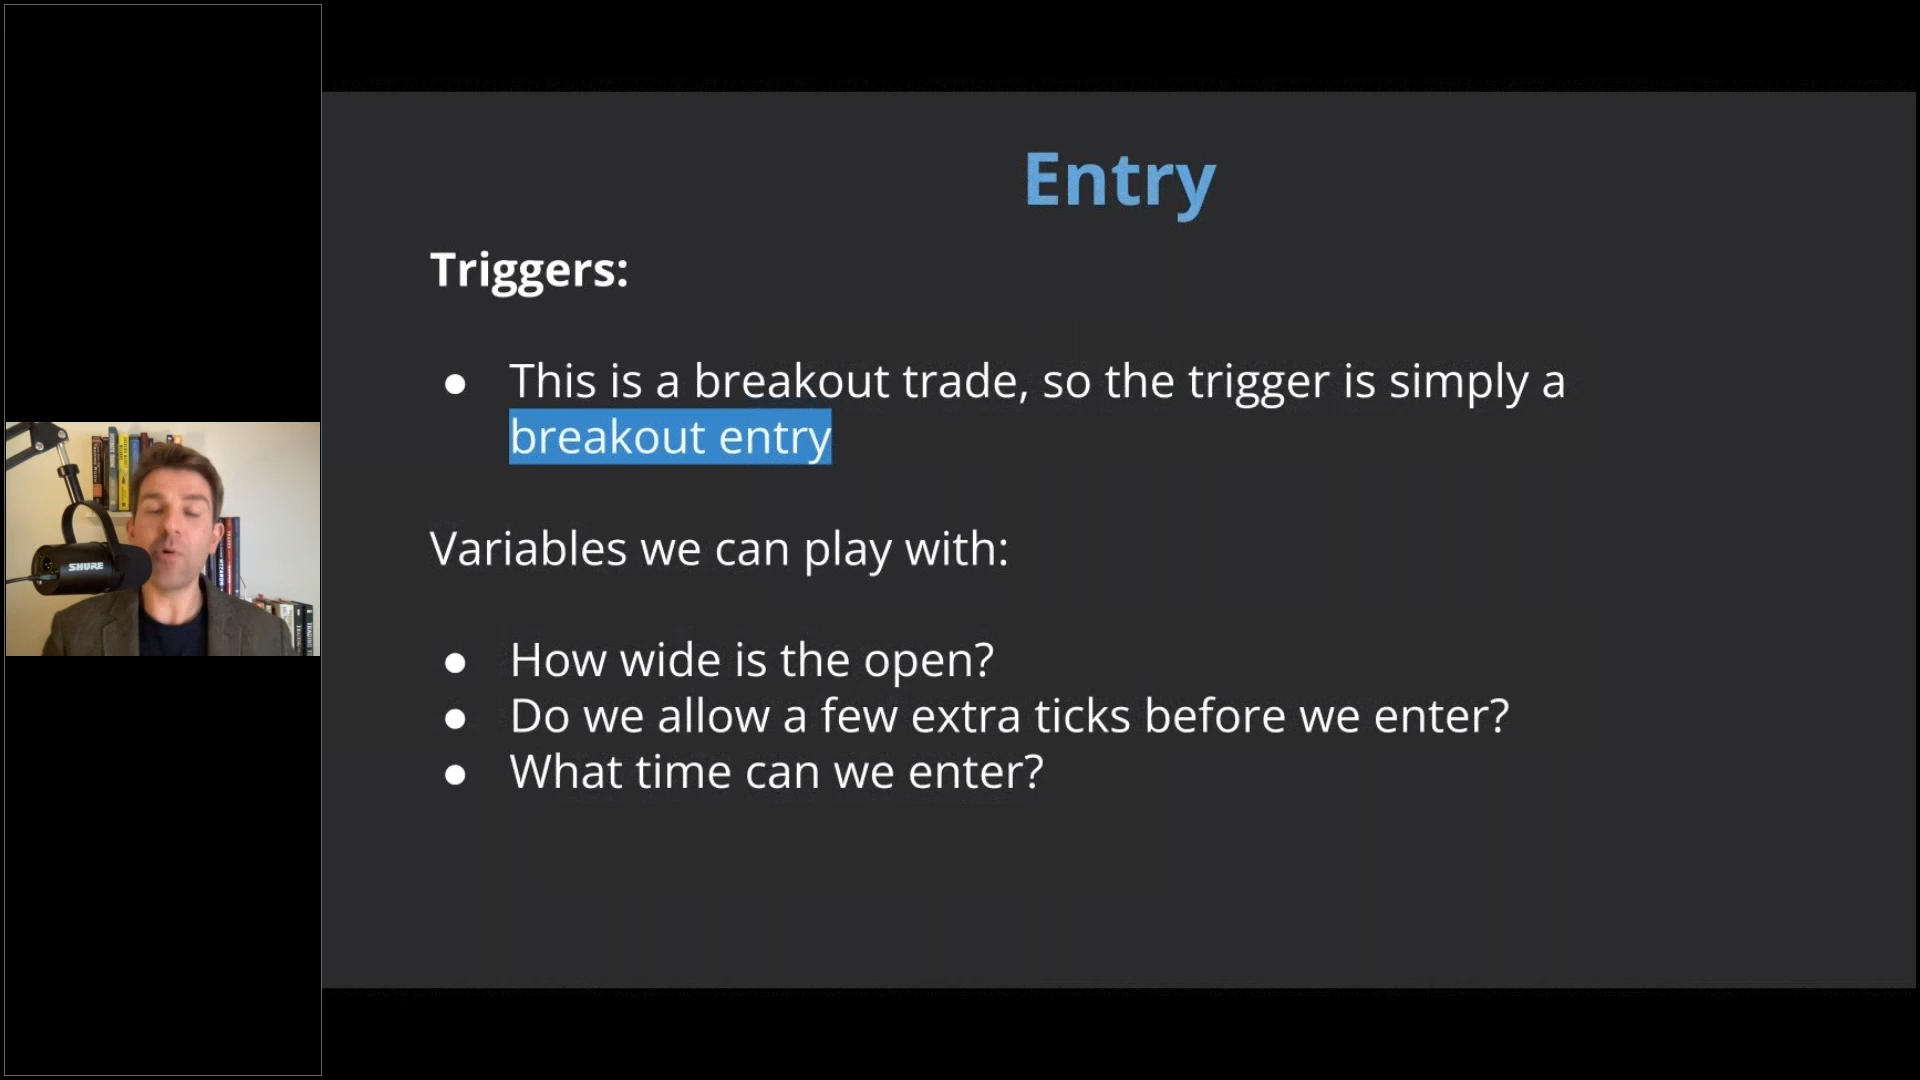 Entry
Triggers:
● This is a breakout trade, so the trigger is simply a
breakout entry
Variables we can play with:
● How wide is the open?
● Do we allow a few extra ticks before we enter?
● What time can we enter?
SHURE